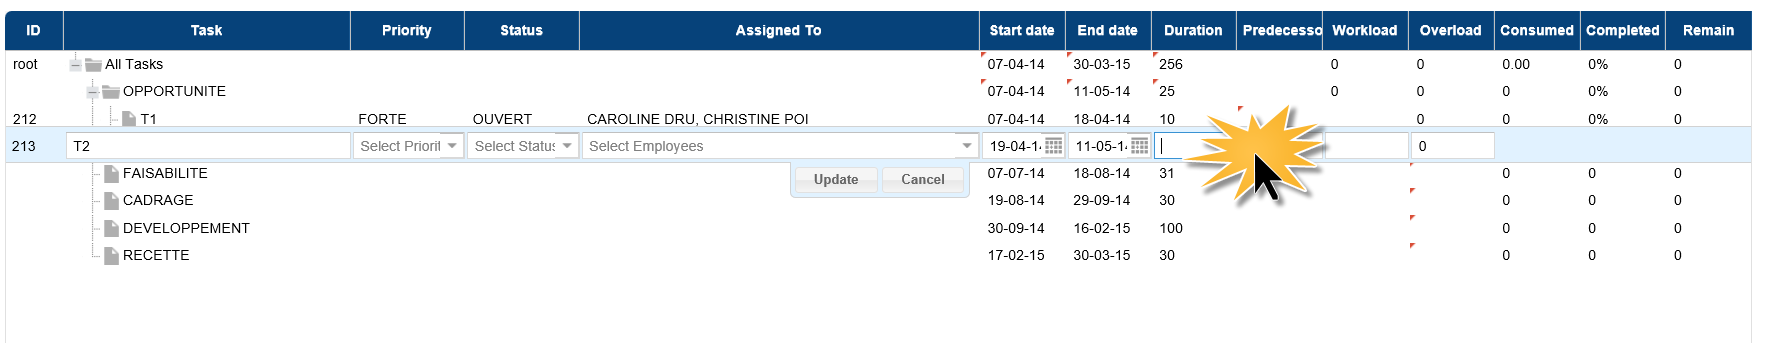 ID Task Priority Status Assigned To Start date End date Duration Predecesso Workload Overload Consumed Completed Remain
root All Tasks 07-04-14 30-03-15 256 0 0 0.00 0% 0
OPPORTUNITE 07-04-14 11-05-14 25 0 0 0 0% 0
212 T1 FORTE OUVERT CAROLINE DRU, CHRISTINE POI 07-04-14 18-04-14 10 0 0 0% 0
213 T2 Select Priorit Select Status Select Employees 19-04-14 11-05-14 0
FAISABILITE 07-07-14 18-08-14 31 0 0 0
Update Cancel
CADRAGE 19-08-14 29-09-14 30 0 0 0
DEVELOPPEMENT 30-09-14 16-02-15 100 0 0 0
RECETTE 17-02-15 30-03-15 30 0 0 0